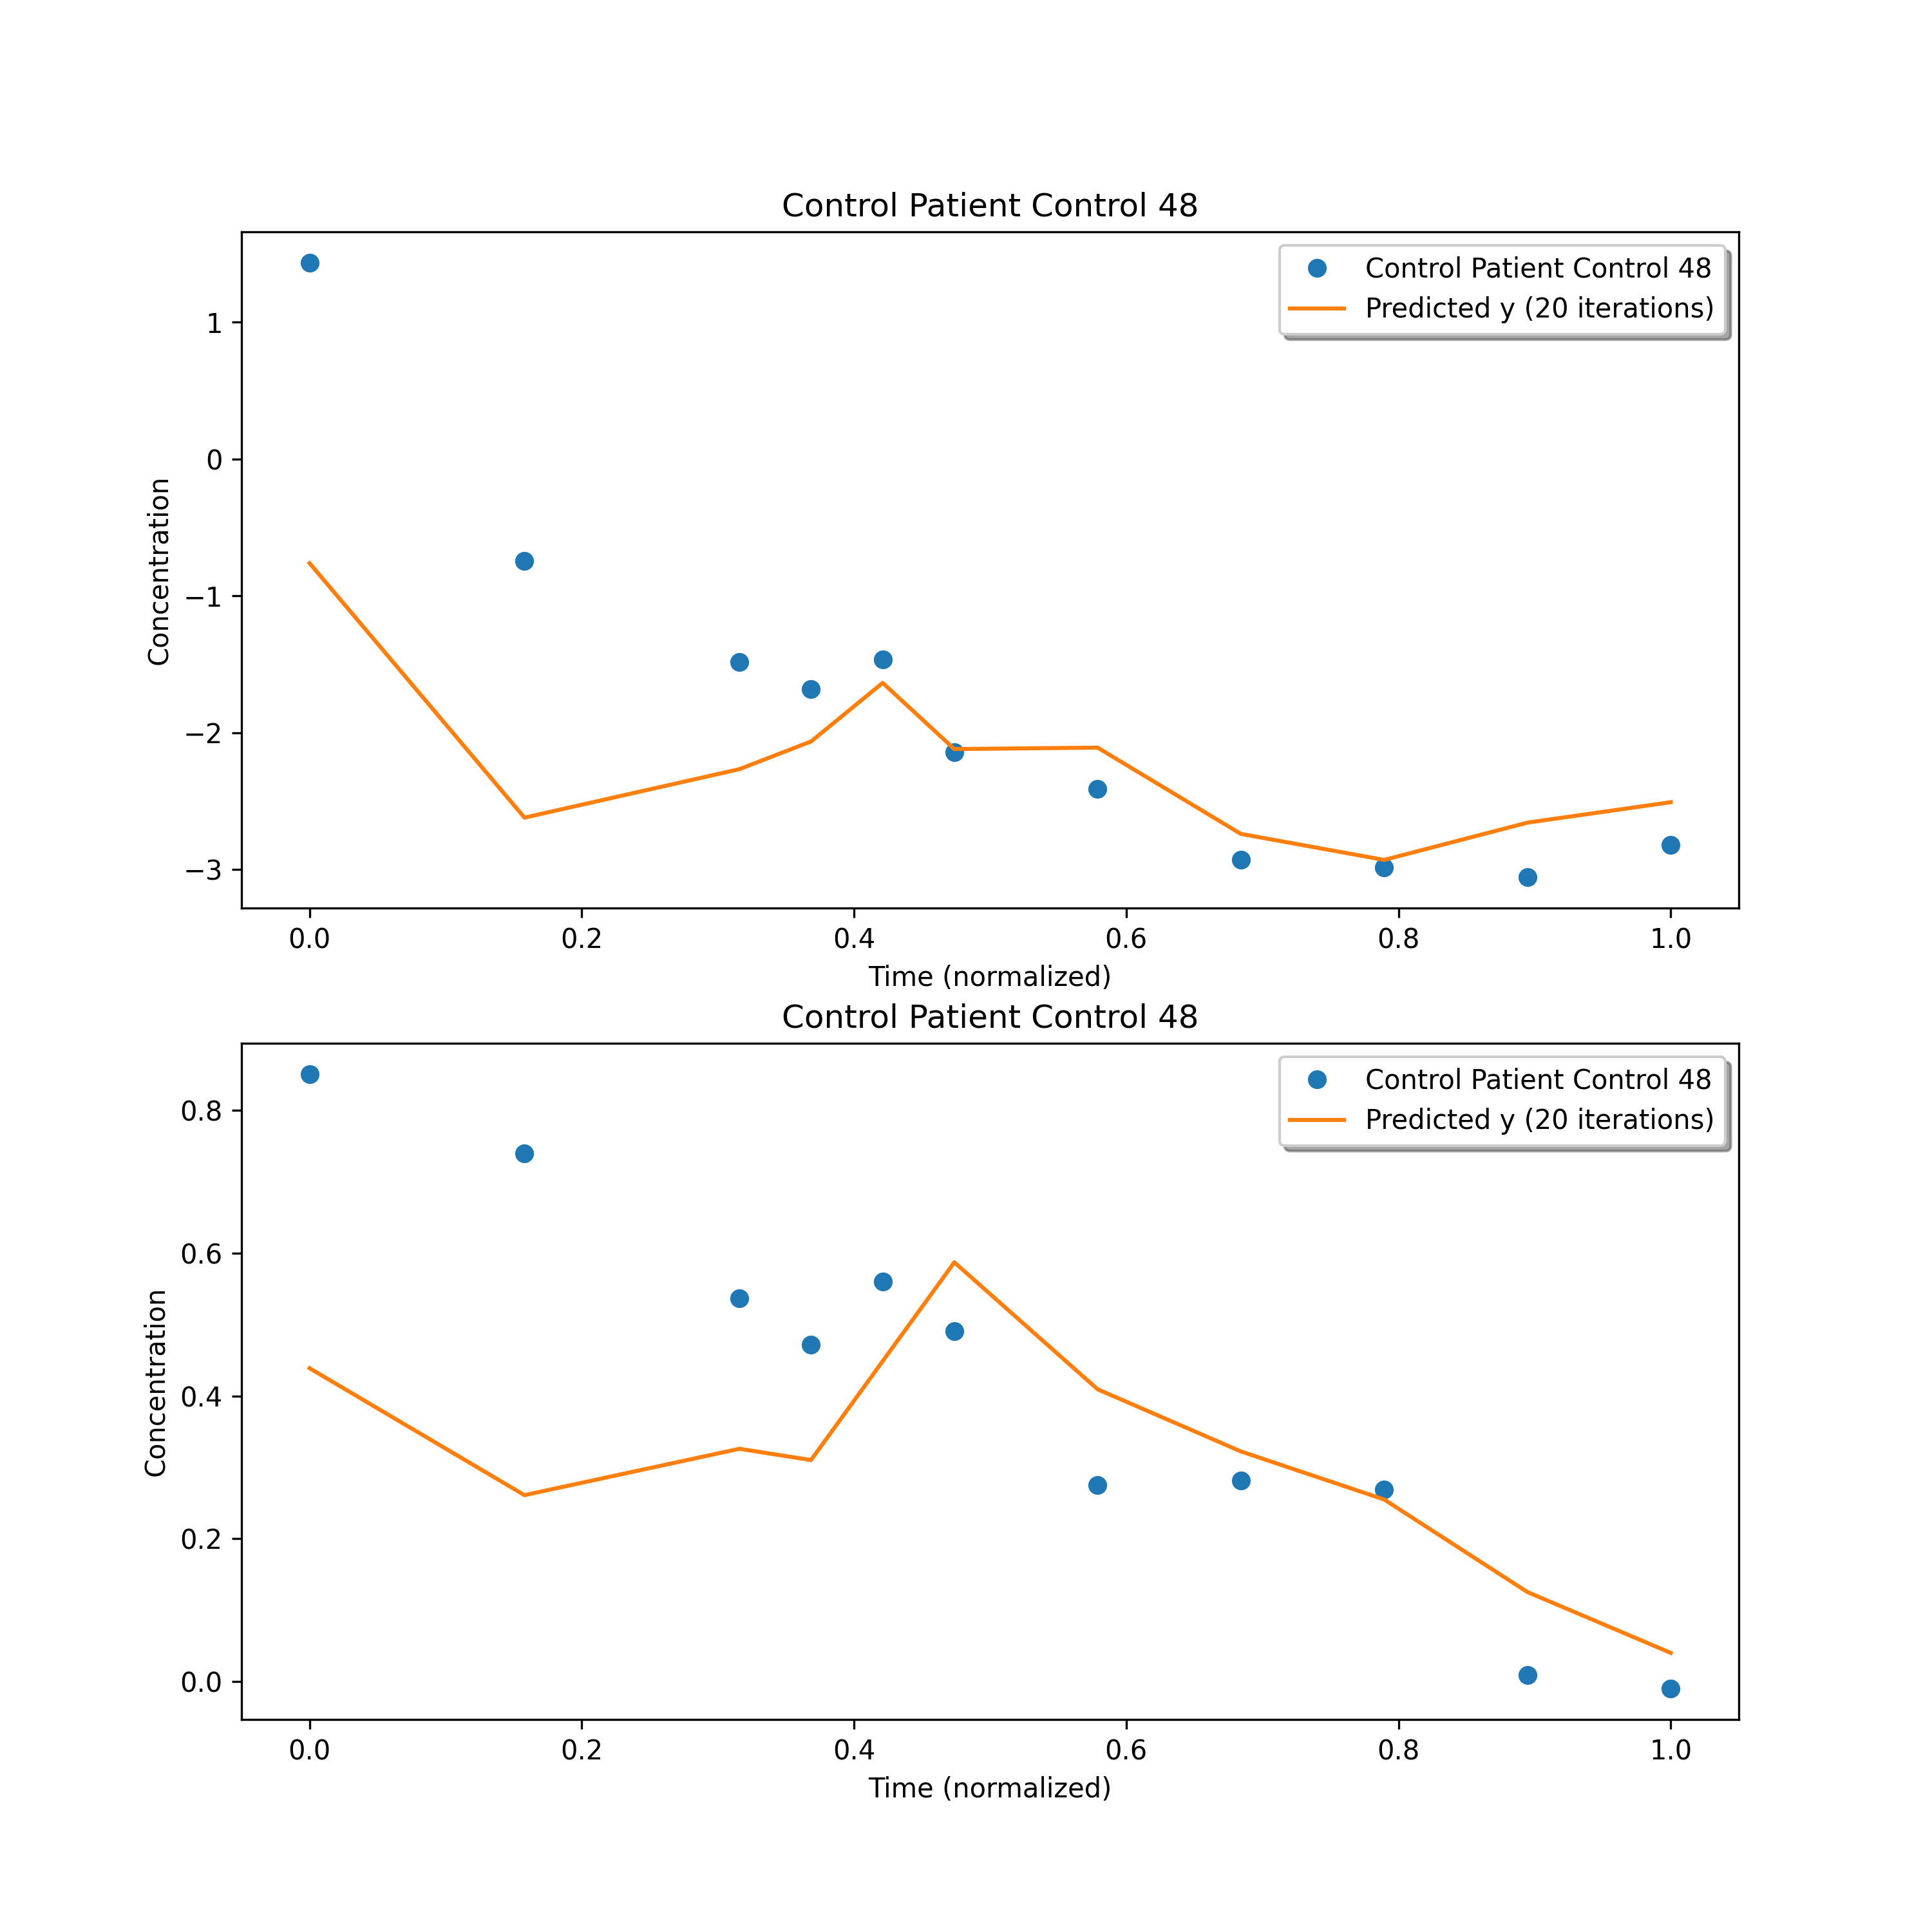 Control Patient Control 48
Control Patient Control 48
Predicted y (20 iterations)
1
0
−1
−2
−3
Concentration
0.0 0.2 0.4 0.6 0.8 1.0
Time (normalized)
Control Patient Control 48
Control Patient Control 48
Predicted y (20 iterations)
0.8
0.6
0.4
0.2
0.0
Concentration
0.0 0.2 0.4 0.6 0.8 1.0
Time (normalized)